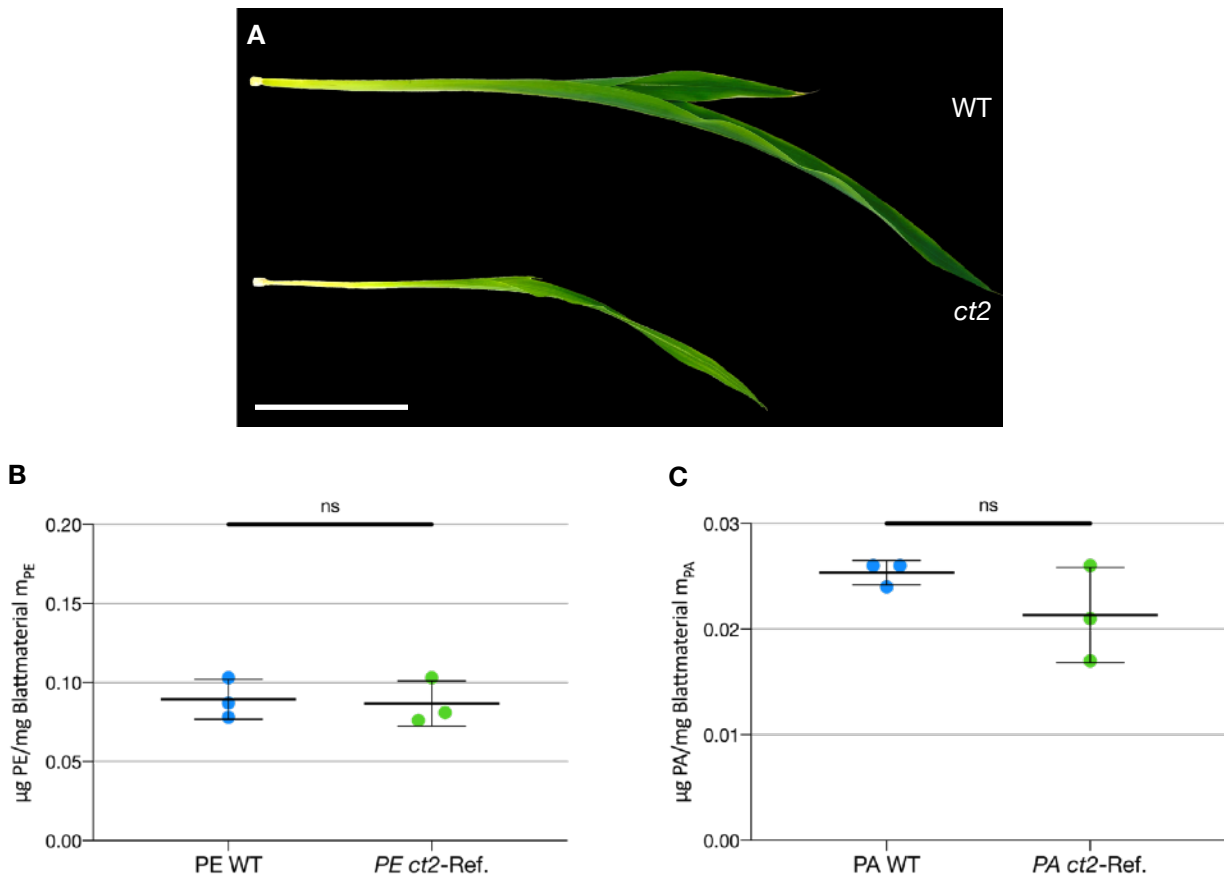 A
WT
ct2
B
ns
0.20
0.15
0.10
0.05
0.00
µg PE/mg Blattmaterial mPE
PE WT
PE ct2-Ref.
C
ns
0.03
0.02
0.01
0.00
µg PA/mg Blattmaterial mPA
PA WT
PA ct2-Ref.